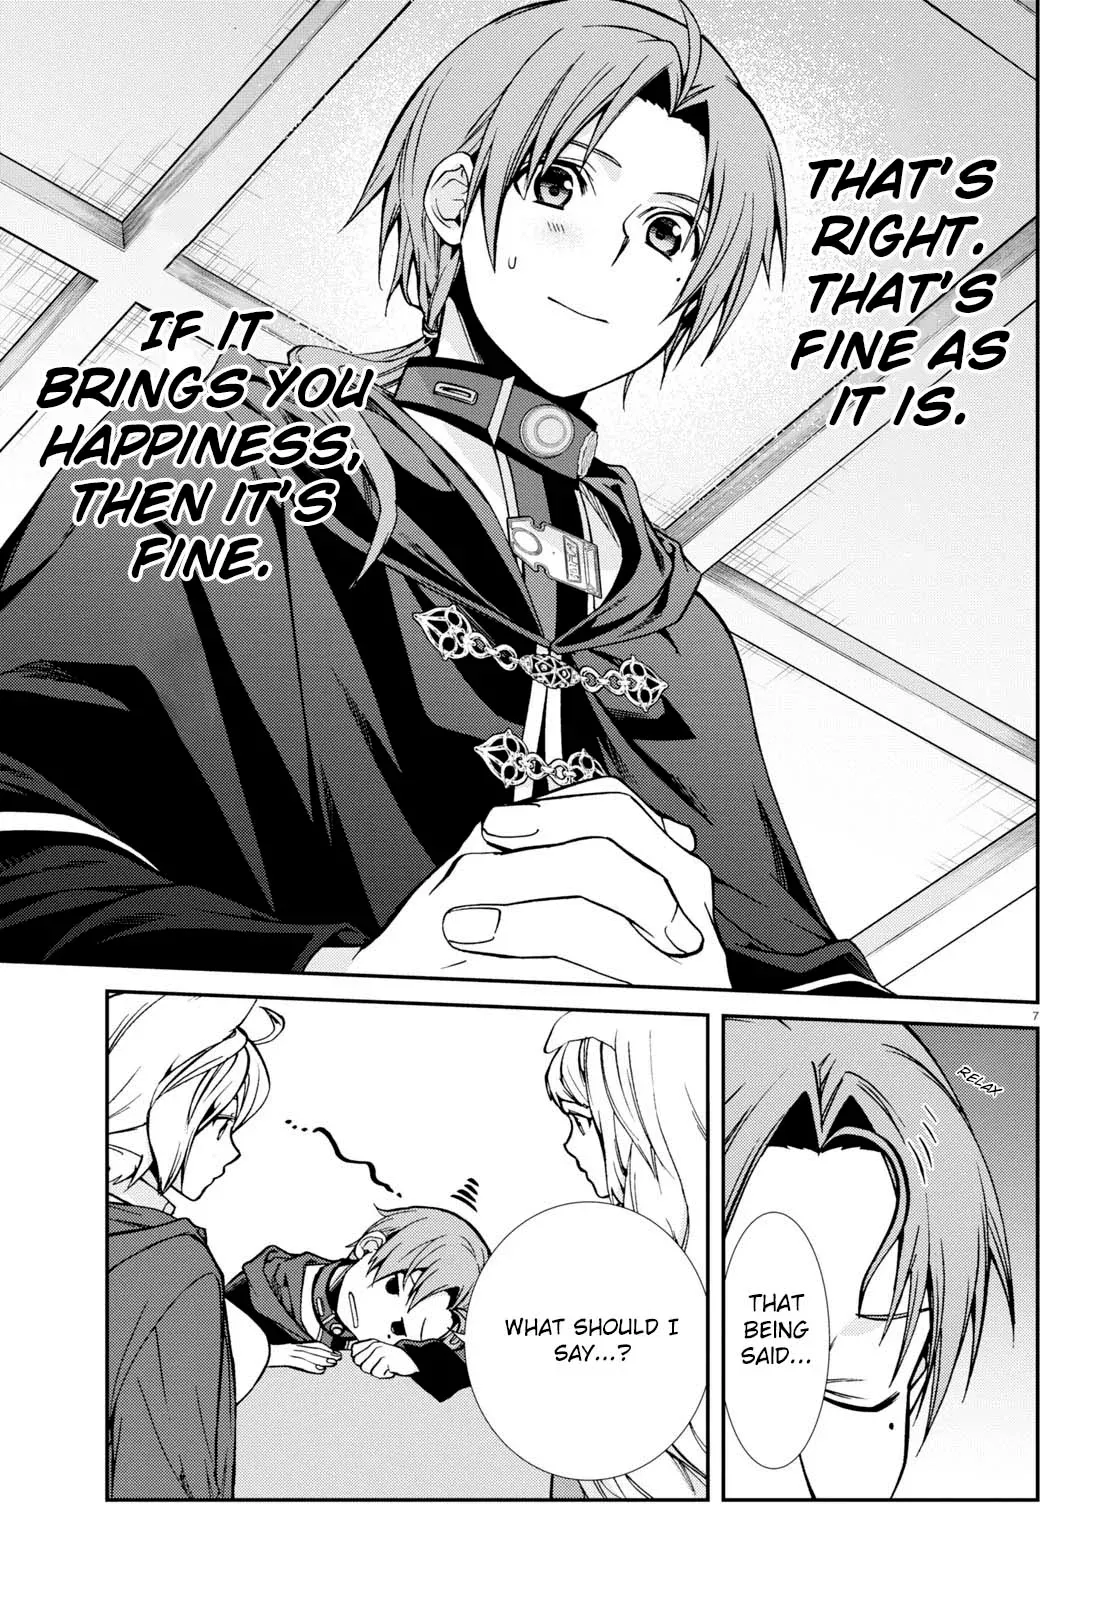 THAT'S
RIGHT.
THAT'S
FINE AS
IT IS.
IF IT
BRINGS YOU
HAPPINESS,
THEN IT'S
FINE.
7
RELAX
THAT
BEING
SAID...
WHAT SHOULD I
SAY...?